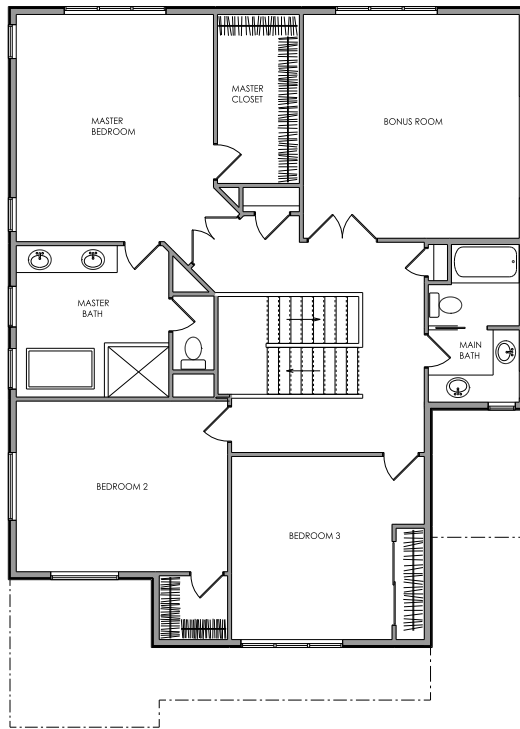 MASTER
CLOSET
MASTER
BEDROOM
BONUS ROOM
MASTER
BATH
MAIN
BATH
BEDROOM 2
BEDROOM 3